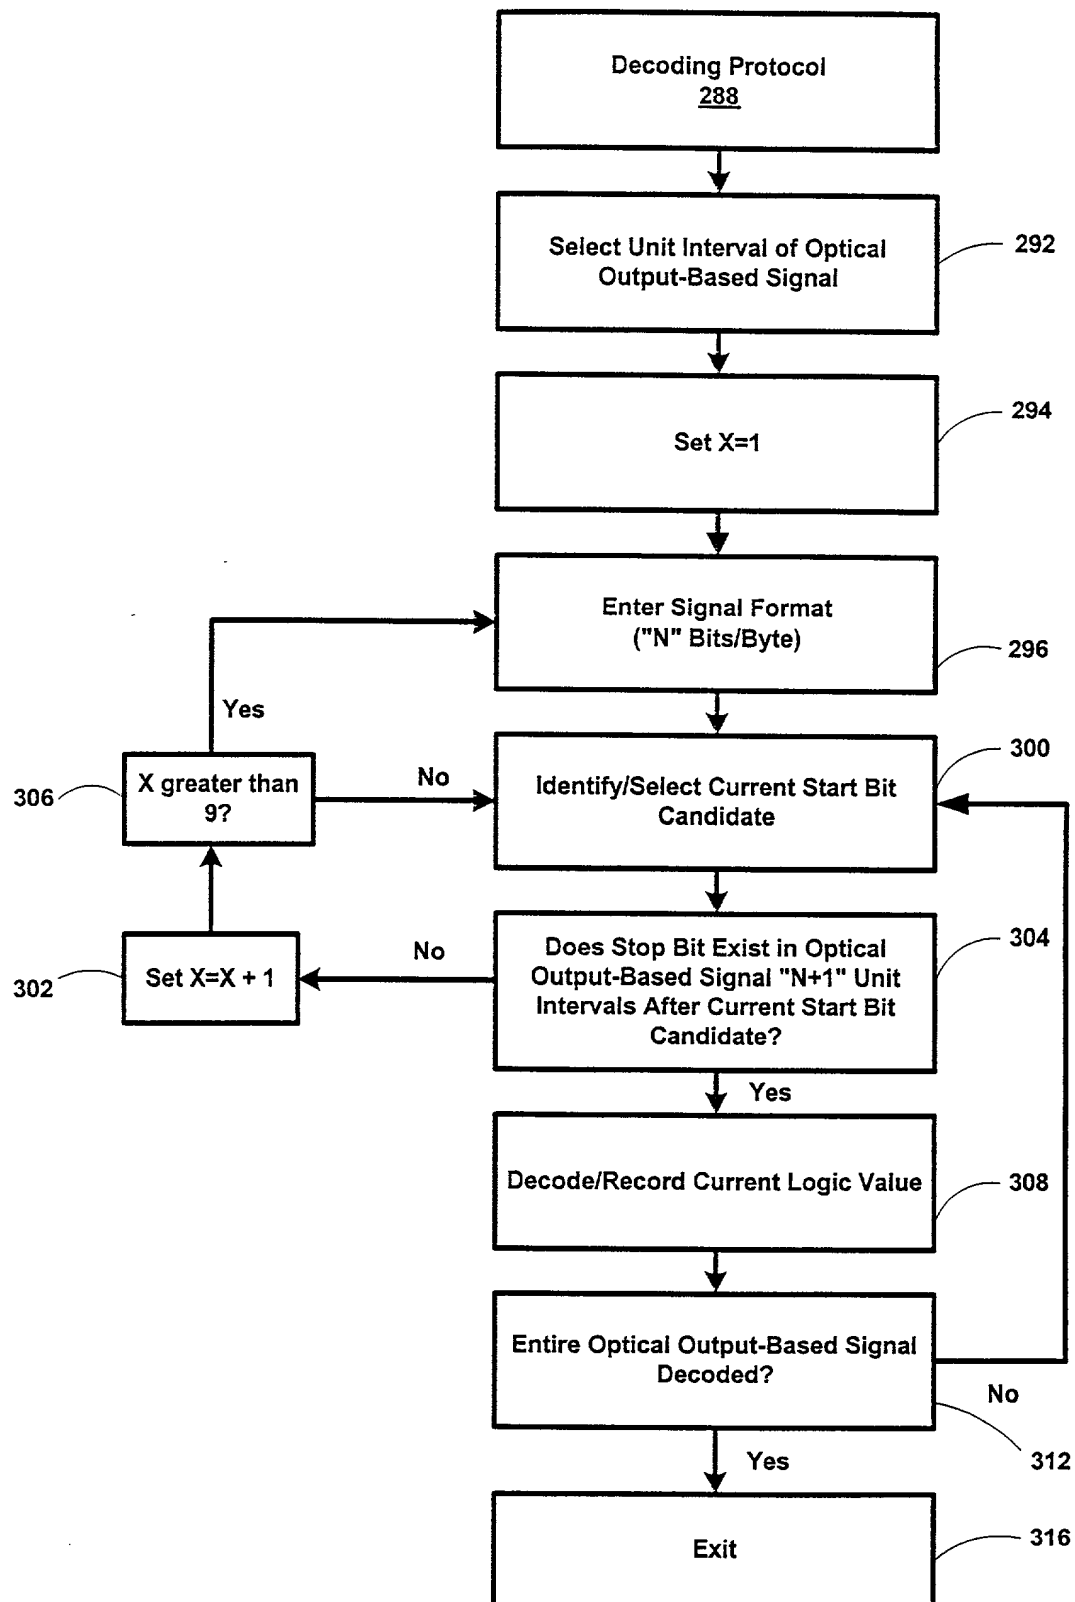 Decoding Protocol
288
Select Unit Interval of Optical
Output-Based Signal
292
Set X=1
294
Enter Signal Format
("N" Bits/Byte)
296
Yes
X greater than
9?
306
No
Identify/Select Current Start Bit
Candidate
300
Set X=X + 1
302
No
Does Stop Bit Exist in Optical
Output-Based Signal "N+1" Unit
Intervals After Current Start Bit
Candidate?
304
Yes
Decode/Record Current Logic Value
308
Entire Optical Output-Based Signal
Decoded?
No
312
Yes
Exit
316